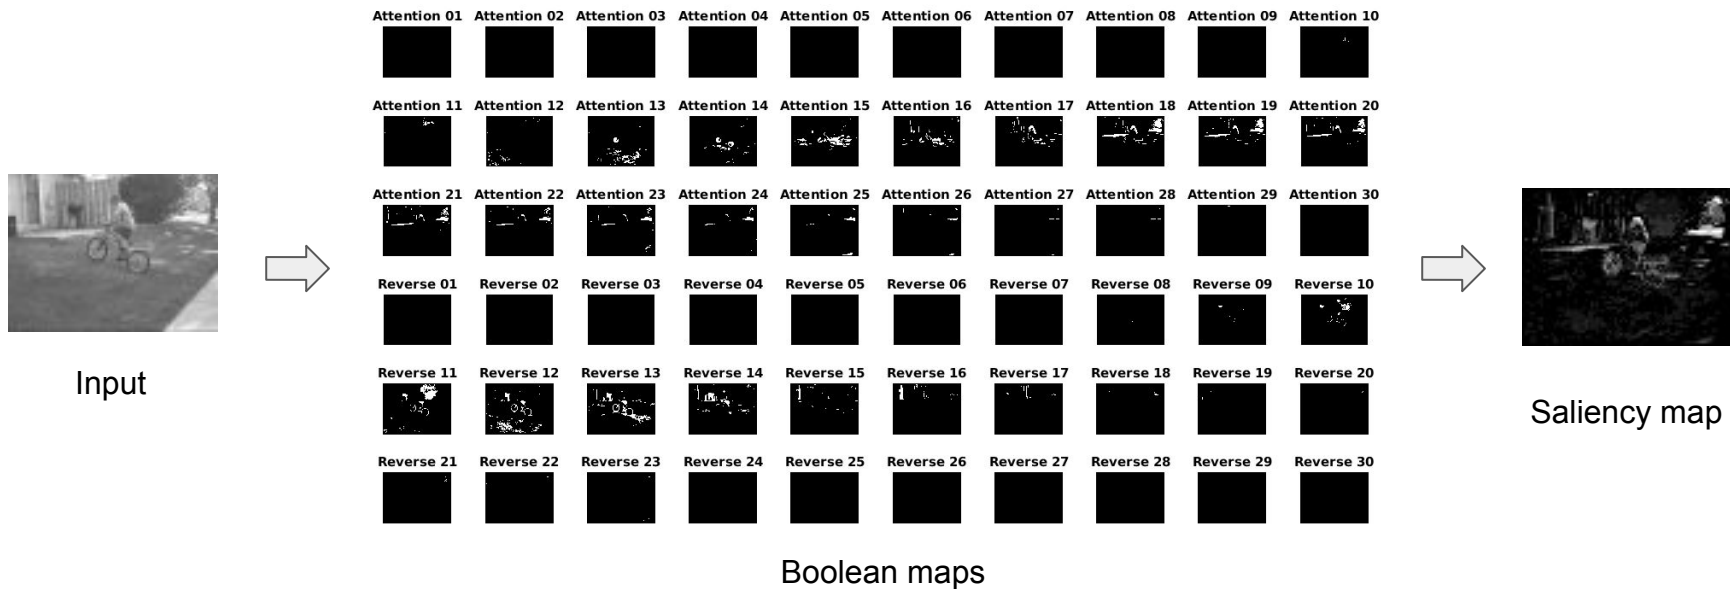 Attention 01 Attention 02 Attention 03 Attention 04 Attention 05 Attention 06 Attention 07 Attention 08 Attention 09 Attention 10
Attention 11 Attention 12 Attention 13 Attention 14 Attention 15 Attention 16 Attention 17 Attention 18 Attention 19 Attention 20
Attention 21 Attention 22 Attention 23 Attention 24 Attention 25 Attention 26 Attention 27 Attention 28 Attention 29 Attention 30
Reverse 01 Reverse 02 Reverse 03 Reverse 04 Reverse 05 Reverse 06 Reverse 07 Reverse 08 Reverse 09 Reverse 10
Reverse 11 Reverse 12 Reverse 13 Reverse 14 Reverse 15 Reverse 16 Reverse 17 Reverse 18 Reverse 19 Reverse 20
Reverse 21 Reverse 22 Reverse 23 Reverse 24 Reverse 25 Reverse 26 Reverse 27 Reverse 28 Reverse 29 Reverse 30
Input
Boolean maps
Saliency map